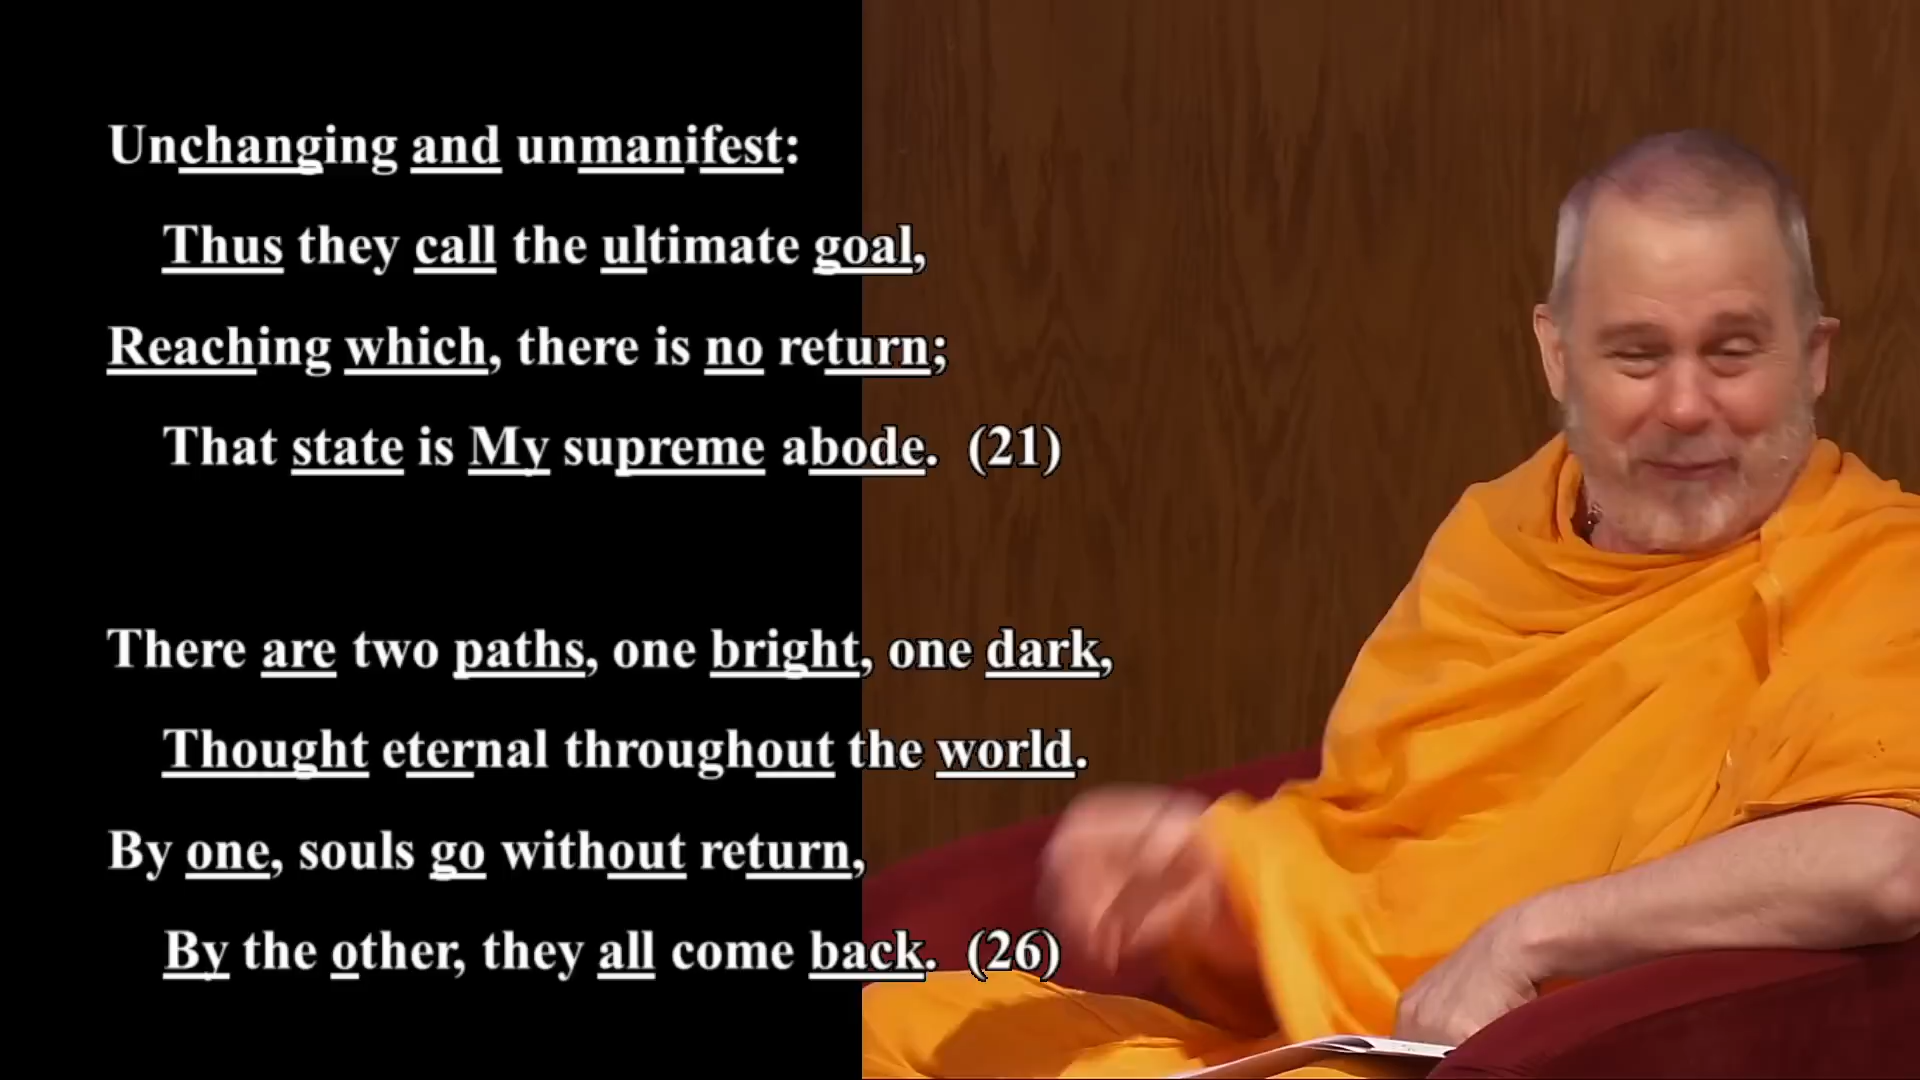 Unchanging and unmanifest:
Thus they call the ultimate goal,
Reaching which, there is no return;
That state is My supreme abode. (21)
There are two paths, one bright, one dark,
Thought eternal throughout the world.
By one, souls go without return,
By the other, they all come back. (26)